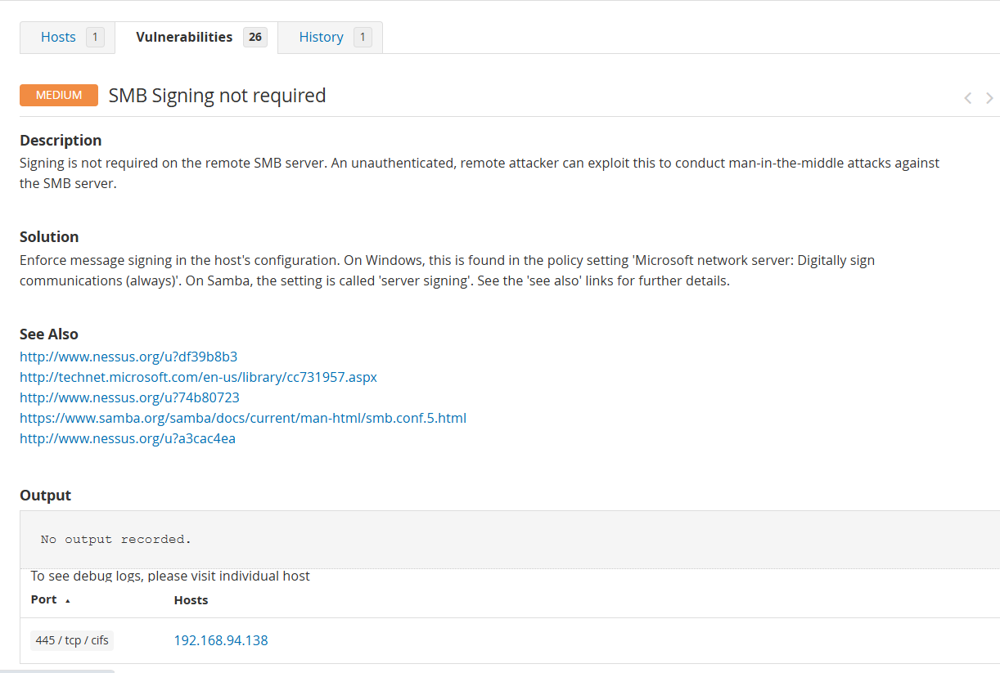 Hosts 1 Vulnerabilities 26 History 1
MEDIUM SMB Signing not required
Description
Signing is not required on the remote SMB server. An unauthenticated, remote attacker can exploit this to conduct man-in-the-middle attacks against
the SMB server.
Solution
Enforce message signing in the host's configuration. On Windows, this is found in the policy setting 'Microsoft network server: Digitally sign
communications (always)'. On Samba, the setting is called 'server signing'. See the 'see also' links for further details.
See Also
http://www.nessus.org/u?df39b8b3
http://technet.microsoft.com/en-us/library/cc731957.aspx
http://www.nessus.org/u?74b80723
https://www.samba.org/samba/docs/current/man-html/smb.conf.5.html
http://www.nessus.org/u?a3cac4ea
Output
No output recorded.
To see debug logs, please visit individual host
Port ▲ Hosts
445 / tcp / cifs 192.168.94.138